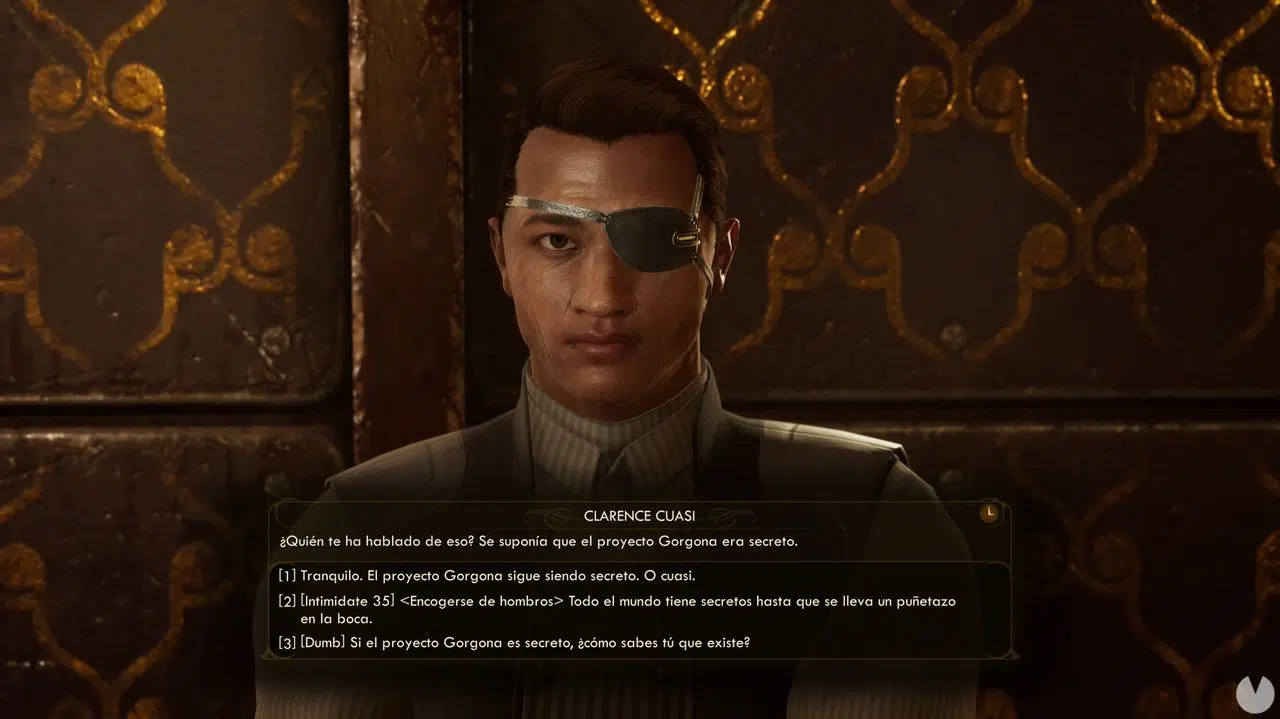 CLARENCE CUASI
¿Quién te ha hablado de eso? Se suponía que el proyecto Gorgona era secreto.
[1] Tranquilo. El proyecto Gorgona sigue siendo secreto. O cuasi.
[2] [Intimidate 35] <Encogerse de hombros> Todo el mundo tiene secretos hasta que se lleva un puñetazo
en la boca.
[3] [Dumb] Si el proyecto Gorgona es secreto, ¿cómo sabes tú que existe?